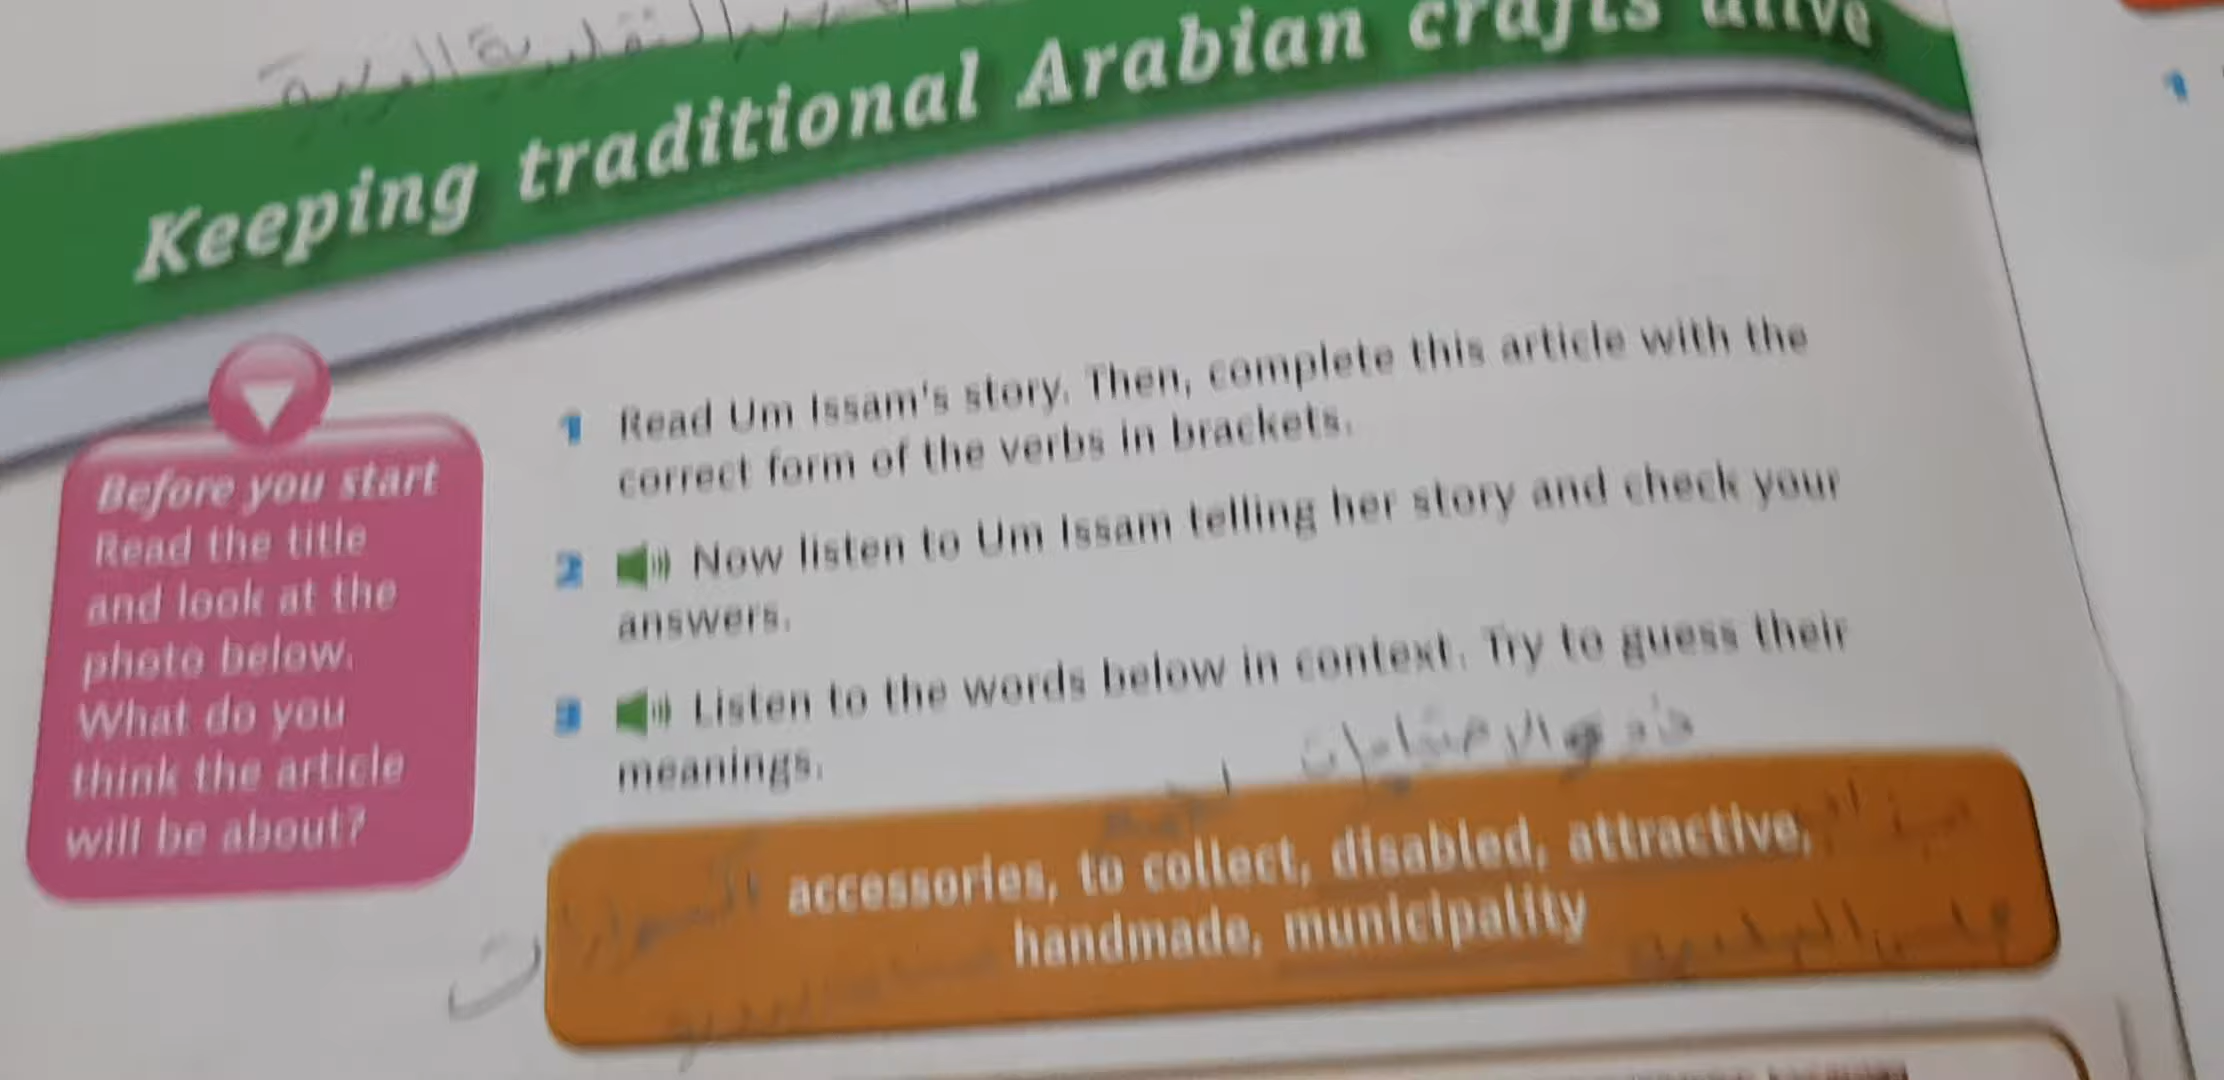 Keeping traditional Arabian crafts alive
1
Before you start
Read the title
and look at the
photo below.
What do you
think the article
will be about?
1 Read Um Issam's story. Then, complete this article with the
correct form of the verbs in brackets.
2 Now listen to Um Issam telling her story and check your
answers.
3 Listen to the words below in context. Try to guess their
meanings.
accessories, to collect, disabled, attractive,
handmade, municipality